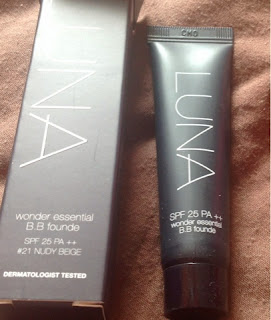 LUNA
wonder essential
B.B founde
SPF 25 PA ++
#21 NUDY BEIGE
DERMATOLOGIST TESTED
LUNA
SPF 25 PA ++
wonder essential
B.B founde